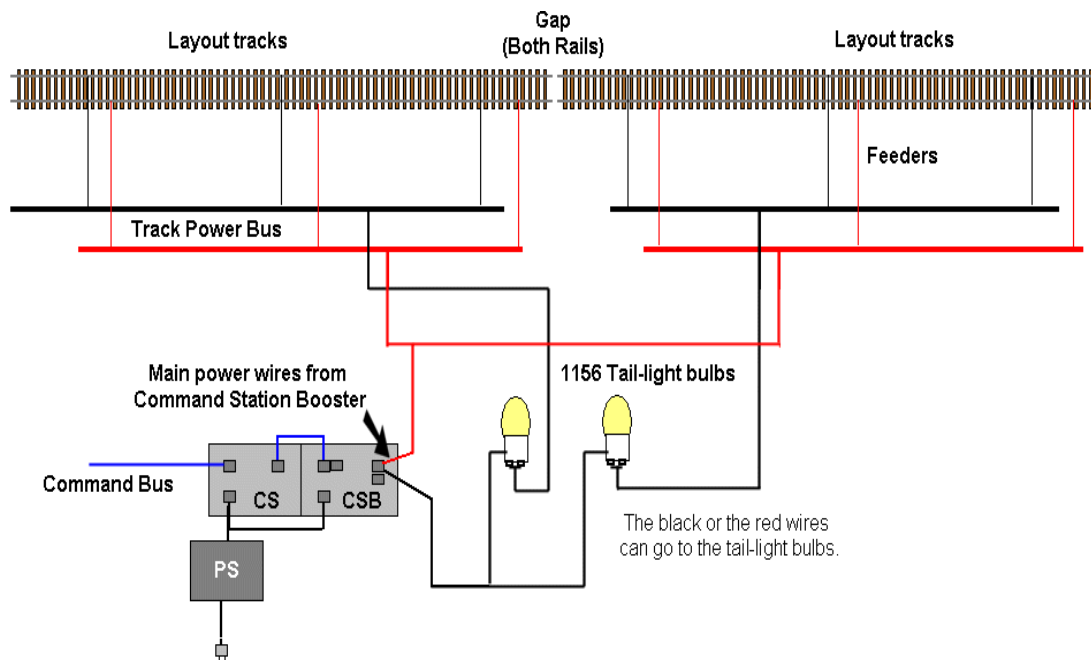 Gap
(Both Rails)
Layout tracks
Layout tracks
Feeders
Track Power Bus
Main power wires from
Command Station Booster
1156 Tail-light bulbs
Command Bus
CS
CSB
The black or the red wires
can go to the tail-light bulbs.
PS